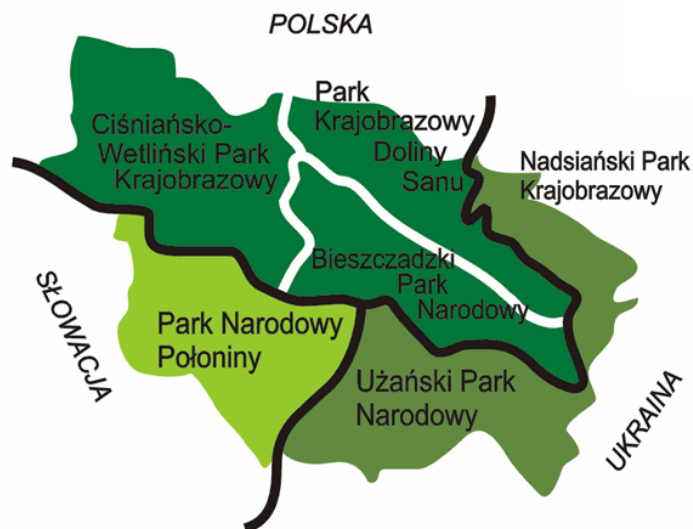 POLSKA
Ciśniańsko-
Wetliński Park
Krajobrazowy
Park
Krajobrazowy
Doliny
Sanu
Nadsiański Park
Krajobrazowy
Bieszczadzki
Park
Narodowy
Park Narodowy
Połoniny
Użański Park
Narodowy
SŁOWACJA
UKRAINA